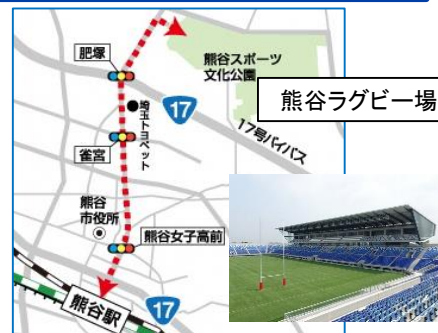 肥塚
熊谷スポーツ
文化公園
熊谷ラグビー場
17
埼玉トヨペット
17号バイパス
雀宮
熊谷
市役所
熊谷女子高前
熊谷駅
17